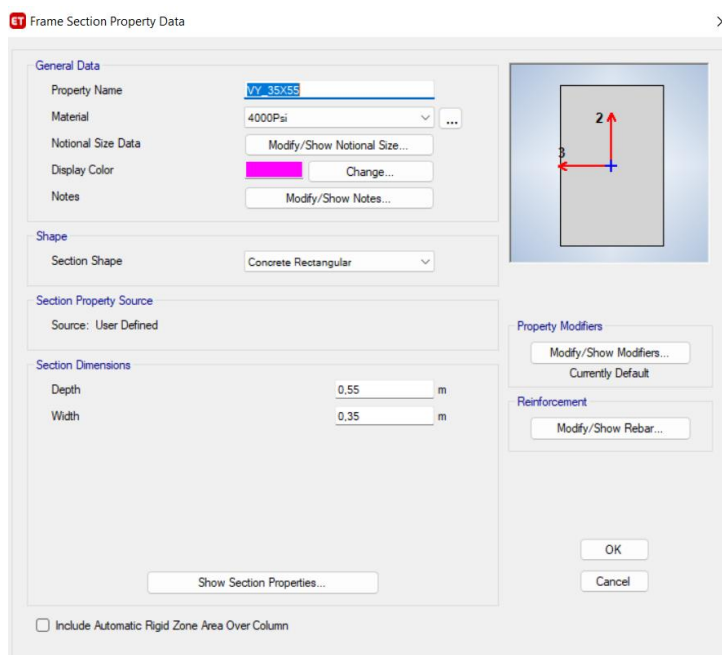 ET Frame Section Property Data
General Data
Property Name VY_35X55
Material 4000Psi ...
Notional Size Data Modify/Show Notional Size...
Display Color Change...
Notes Modify/Show Notes...
Shape
Section Shape Concrete Rectangular
Section Property Source
Source: User Defined
Section Dimensions
Depth 0,55 m
Width 0,35 m
Show Section Properties...
Include Automatic Rigid Zone Area Over Column
2
3
Property Modifiers
Modify/Show Modifiers...
Currently Default
Reinforcement
Modify/Show Rebar...
OK
Cancel